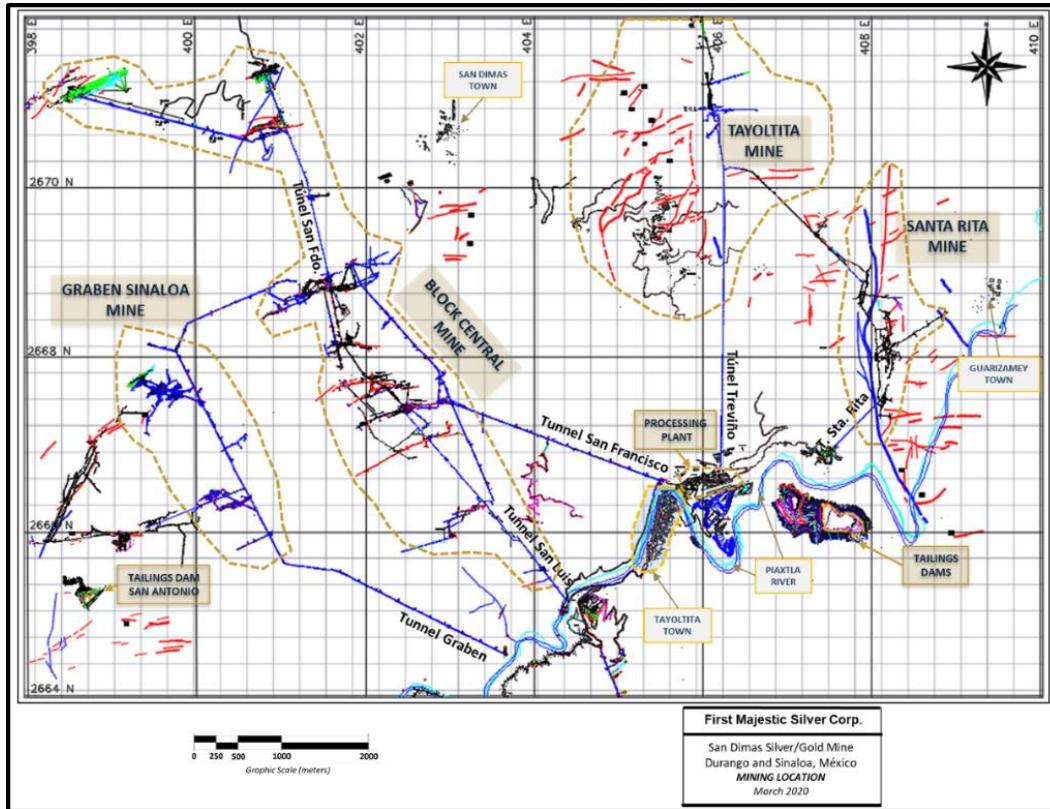 398 E
400 E
402 E
404 E
406 E
408 E
410 E
N
SAN DIMAS
TOWN
TAYOLTITA
MINE
2670 N
Túnel San Fdo.
SANTA RITA
MINE
GRABEN SINALOA
MINE
BLOCK CENTRAL
MINE
2668 N
GUARIZAMEY
TOWN
Túnel Treviño
T. Sta. Rita
PROCESSING
PLANT
Tunnel San Francisco
2666 N
Tunnel San Luis
TAILINGS DAM
SAN ANTONIO
PIAXTLA
RIVER
TAILINGS
DAMS
TAYOLTITA
TOWN
Tunnel Graben
2664 N
0 250 500 1000 2000
Graphic Scale (meters)
First Majestic Silver Corp.
San Dimas Silver/Gold Mine
Durango and Sinaloa, México
MINING LOCATION
March 2020